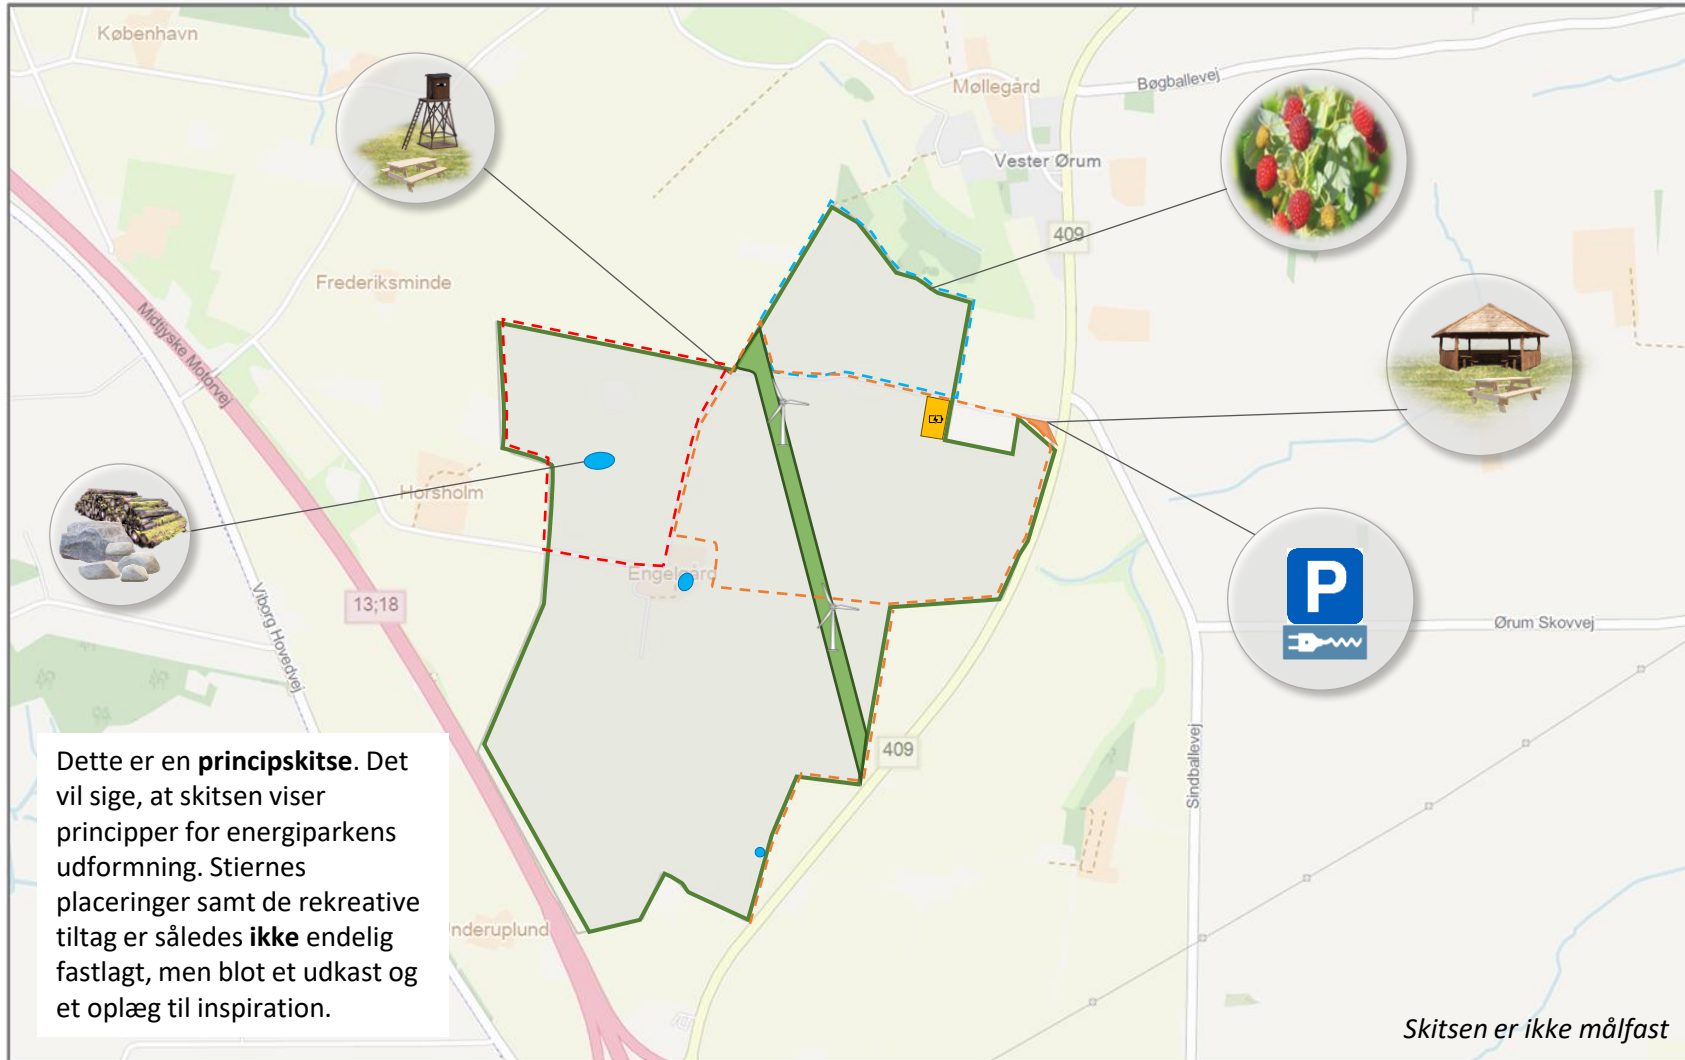 København
Møllegård
Bøgballevej
Vester Ørum
409
Frederiksminde
Midtjyske Motorvej
Horsholm
Engelgård
13;18
Viborg Hovedvej
P
Ørum Skovvej
Sindballevej
409
Dette er en principskitse. Det
vil sige, at skitsen viser
principper for energiparkens
udformning. Stiernes
placeringer samt de rekreative
tiltag er således ikke endelig
fastlagt, men blot et udkast og
et oplæg til inspiration.
nderuplund
Skitsen er ikke målfast